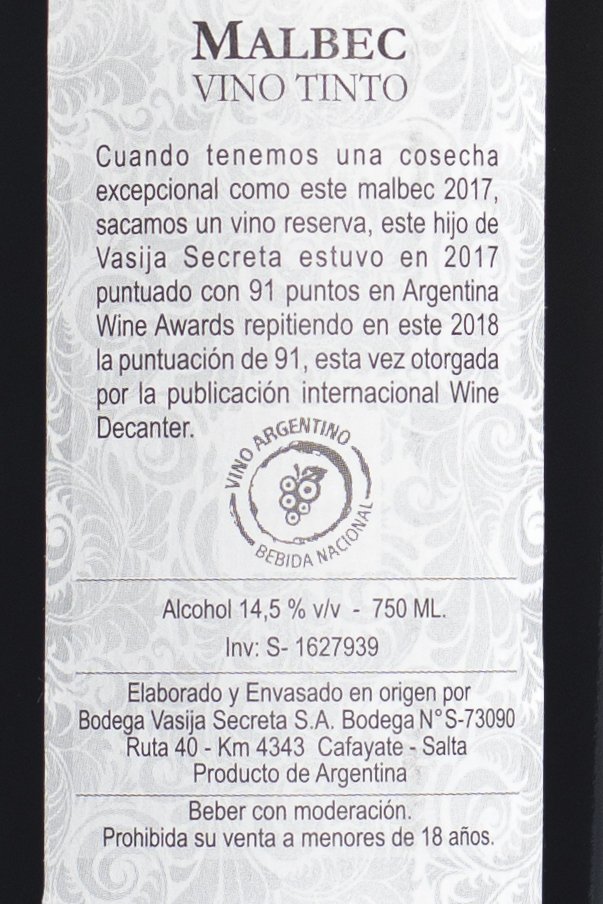 MALBEC
VINO TINTO
Cuando tenemos una cosecha
excepcional como este malbec 2017,
sacamos un vino reserva, este hijo de
Vasija Secreta estuvo en 2017
puntuado con 91 puntos en Argentina
Wine Awards repitiendo en este 2018
la puntuación de 91, esta vez otorgada
por la publicación internacional Wine
Decanter.
VINO ARGENTINO
BEBIDA NACIONAL
Alcohol 14,5 % v/v - 750 ML.
Inv: S- 1627939
Elaborado y Envasado en origen por
Bodega Vasija Secreta S.A. Bodega N°S-73090
Ruta 40 - Km 4343 Cafayate - Salta
Producto de Argentina
Beber con moderación.
Prohibida su venta a menores de 18 años.